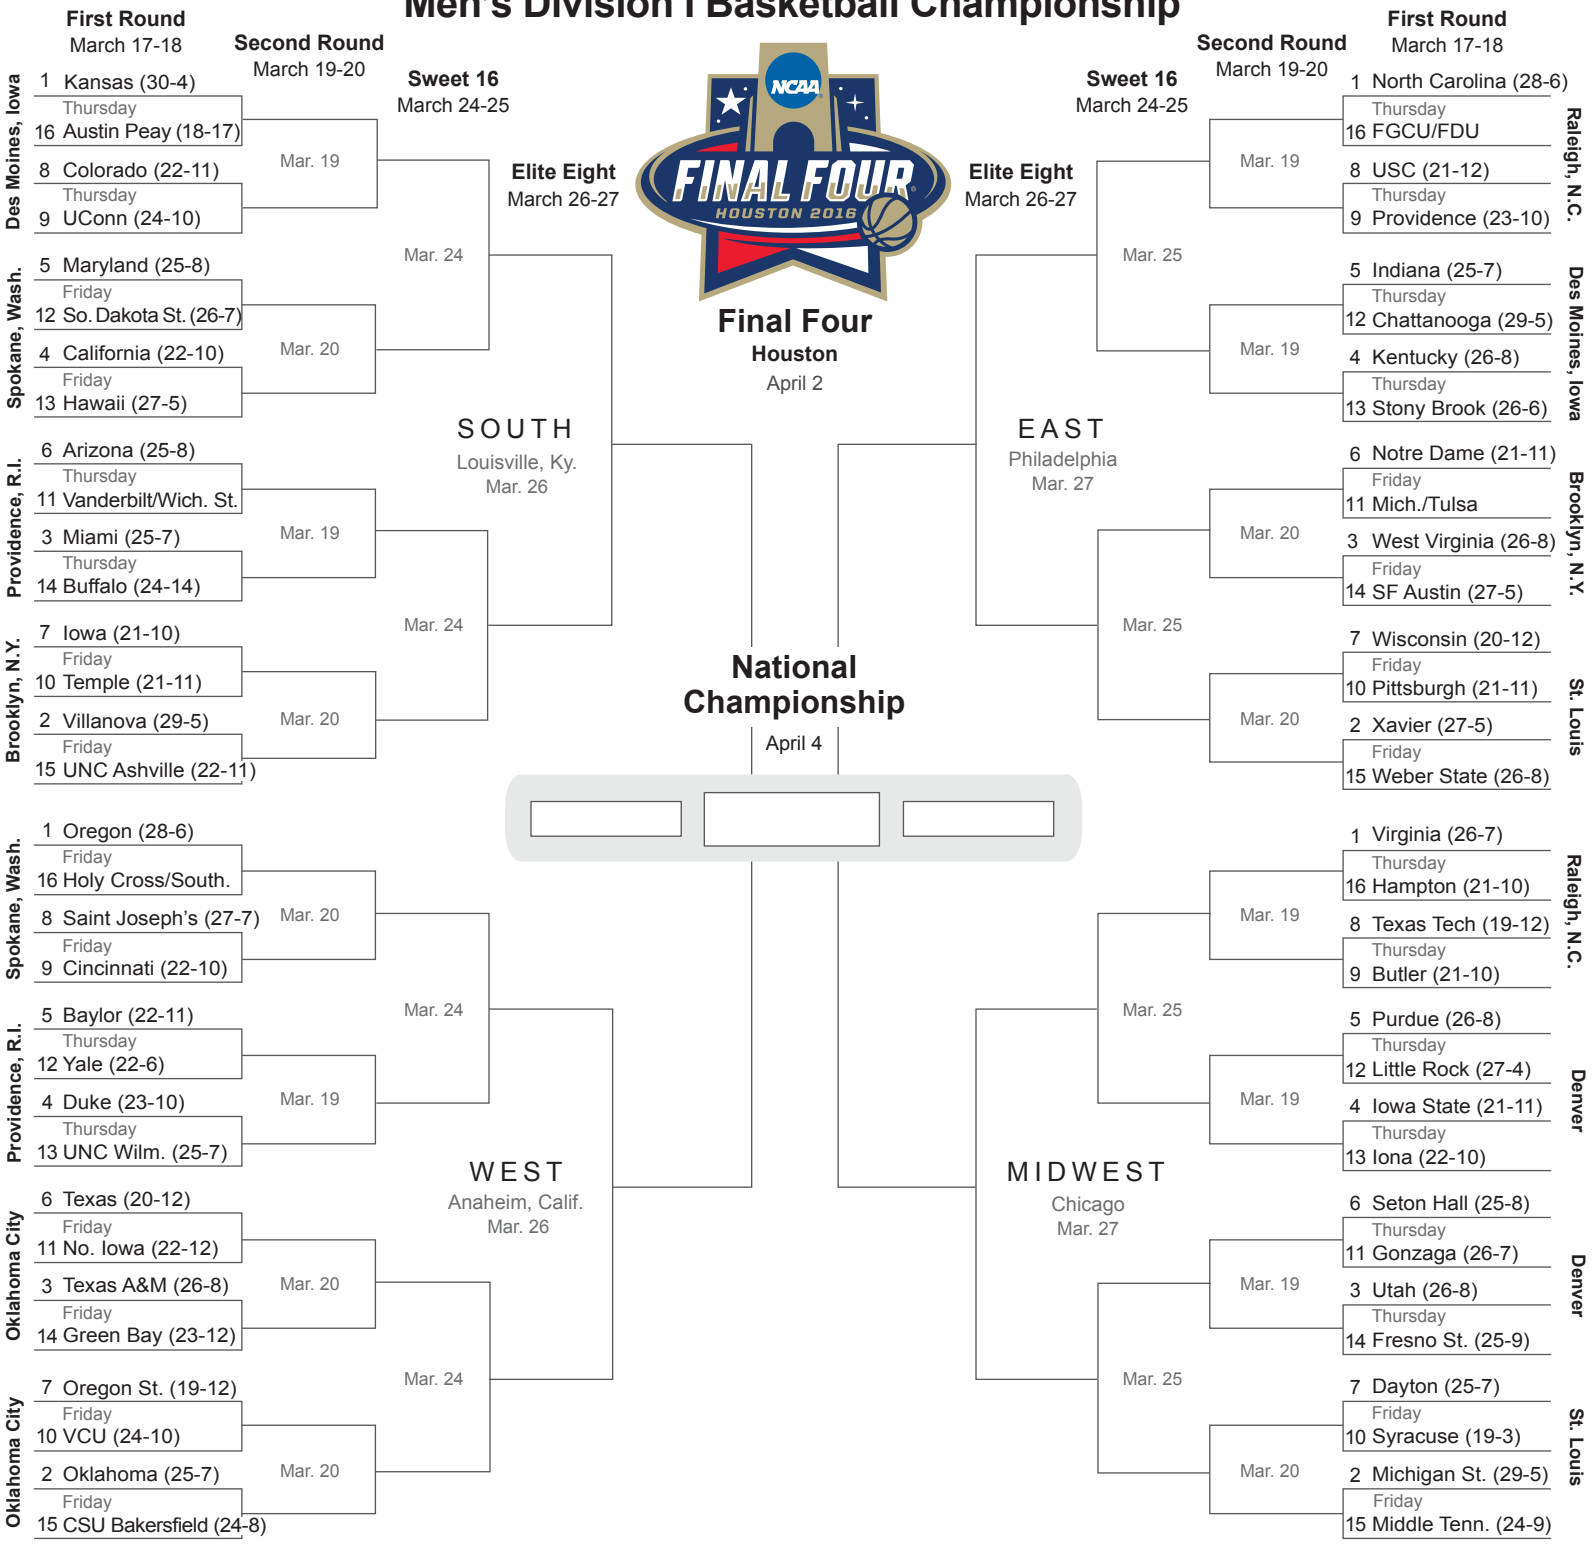 Men's Division I Basketball Championship
First Round
March 17-18
Second Round
March 19-20
Sweet 16
March 24-25
Elite Eight
March 26-27
NCAA
FINAL FOUR
HOUSTON 2016
Final Four
Houston
April 2
Elite Eight
March 26-27
Sweet 16
March 24-25
Second Round
March 19-20
First Round
March 17-18
Des Moines, Iowa
1 Kansas (30-4)
Thursday
16 Austin Peay (18-17)
8 Colorado (22-11)
Thursday
9 UConn (24-10)
Mar. 19
Spokane, Wash.
5 Maryland (25-8)
Friday
12 So. Dakota St. (26-7)
4 California (22-10)
Friday
13 Hawaii (27-5)
Mar. 20
Mar. 24
Providence, R.I.
6 Arizona (25-8)
Thursday
11 Vanderbilt/Wich. St.
3 Miami (25-7)
Thursday
14 Buffalo (24-14)
Mar. 19
Brooklyn, N.Y.
7 Iowa (21-10)
Friday
10 Temple (21-11)
2 Villanova (29-5)
Friday
15 UNC Ashville (22-11)
Mar. 20
Mar. 24
SOUTH
Louisville, Ky.
Mar. 26
Spokane, Wash.
1 Oregon (28-6)
Friday
16 Holy Cross/South.
8 Saint Joseph's (27-7)
Friday
9 Cincinnati (22-10)
Mar. 20
Providence, R.I.
5 Baylor (22-11)
Thursday
12 Yale (22-6)
4 Duke (23-10)
Thursday
13 UNC Wilm. (25-7)
Mar. 19
Mar. 24
Oklahoma City
6 Texas (20-12)
Friday
11 No. Iowa (22-12)
3 Texas A&M (26-8)
Friday
14 Green Bay (23-12)
Mar. 20
Oklahoma City
7 Oregon St. (19-12)
Friday
10 VCU (24-10)
2 Oklahoma (25-7)
Friday
15 CSU Bakersfield (24-8)
Mar. 20
Mar. 24
WEST
Anaheim, Calif.
Mar. 26
National
Championship
April 4
Raleigh, N.C.
1 North Carolina (28-6)
Thursday
16 FGCU/FDU
8 USC (21-12)
Thursday
9 Providence (23-10)
Mar. 19
Des Moines, Iowa
5 Indiana (25-7)
Thursday
12 Chattanooga (29-5)
4 Kentucky (26-8)
Thursday
13 Stony Brook (26-6)
Mar. 19
Mar. 25
Brooklyn, N.Y.
6 Notre Dame (21-11)
Friday
11 Mich./Tulsa
3 West Virginia (26-8)
Friday
14 SF Austin (27-5)
Mar. 20
St. Louis
7 Wisconsin (20-12)
Friday
10 Pittsburgh (21-11)
2 Xavier (27-5)
Friday
15 Weber State (26-8)
Mar. 20
Mar. 25
EAST
Philadelphia
Mar. 27
Raleigh, N.C.
1 Virginia (26-7)
Thursday
16 Hampton (21-10)
8 Texas Tech (19-12)
Thursday
9 Butler (21-10)
Mar. 19
Denver
5 Purdue (26-8)
Thursday
12 Little Rock (27-4)
4 Iowa State (21-11)
Thursday
13 Iona (22-10)
Mar. 19
Mar. 25
Denver
6 Seton Hall (25-8)
Thursday
11 Gonzaga (26-7)
3 Utah (26-8)
Thursday
14 Fresno St. (25-9)
Mar. 19
St. Louis
7 Dayton (25-7)
Friday
10 Syracuse (19-3)
2 Michigan St. (29-5)
Friday
15 Middle Tenn. (24-9)
Mar. 20
Mar. 25
MIDWEST
Chicago
Mar. 27